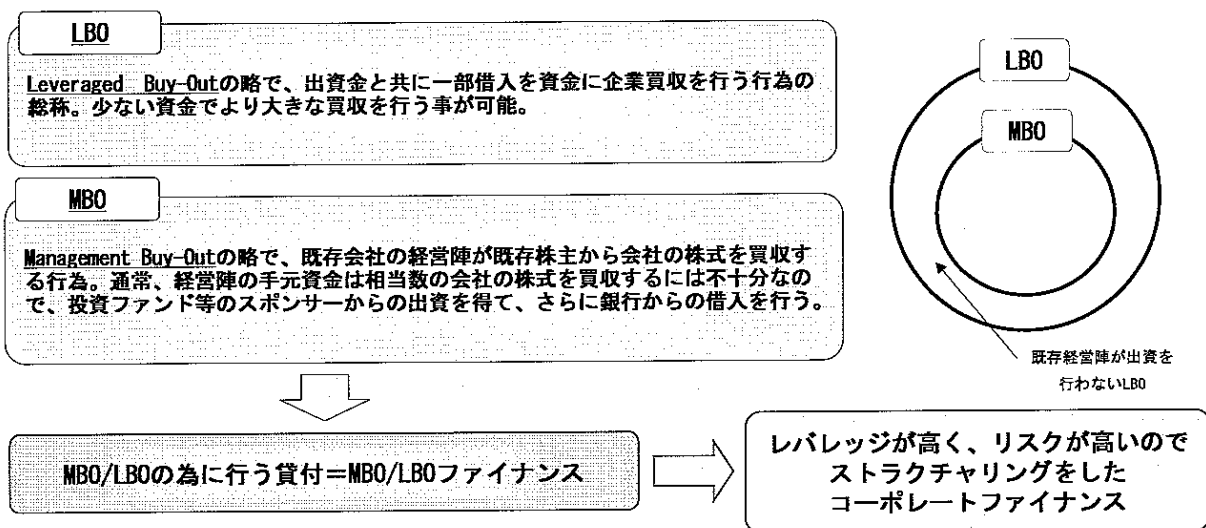 LBO
Leveraged Buy-Outの略で、出資金と共に一部借入を資金に企業買収を行う行為の
総称。少ない資金でより大きな買収を行う事が可能。
MBO
Management Buy-Outの略で、既存会社の経営陣が既存株主から会社の株式を買収す
る行為。通常、経営陣の手元資金は相当数の会社の株式を買収するには不十分なの
で、投資ファンド等のスポンサーからの出資を得て、さらに銀行からの借入を行う。
LBO
MBO
既存経営陣が出資を
行わないLBO
MBO/LBOの為に行う貸付=MBO/LBOファイナンス
レバレッジが高く、リスクが高いので
ストラクチャリングをした
コーポレートファイナンス